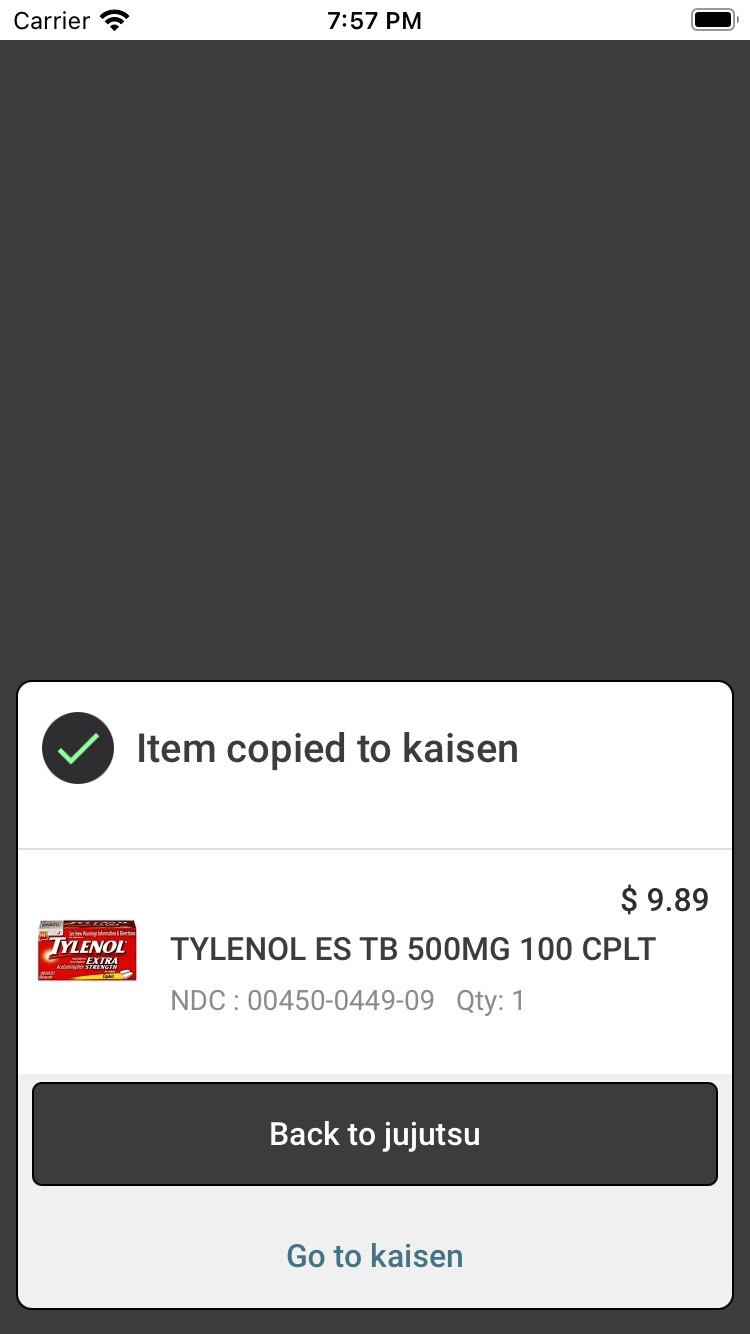 Carrier
7:57 PM
Item copied to kaisen
$ 9.89
TYLENOL
EXTRA
STRENGTH
TYLENOL ES TB 500MG 100 CPLT
NDC : 00450-0449-09 Qty: 1
Back to jujutsu
Go to kaisen